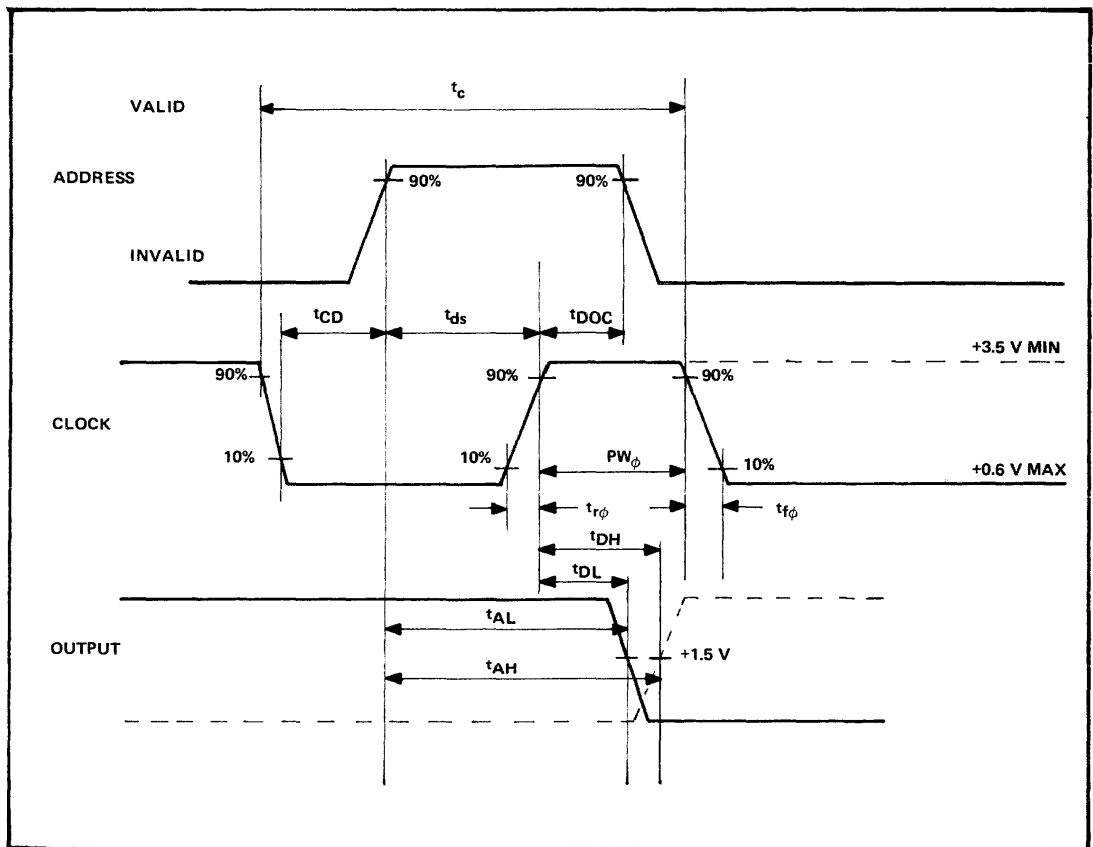 t_c
VALID
ADDRESS
90% 90%
INVALID
t_CD t_ds t_DOC
+3.5 V MIN
90% 90% 90%
CLOCK
10% 10% PW_ϕ 10%
+0.6 V MAX
t_rϕ t_fϕ
t_DH
t_DL
t_AL
OUTPUT +1.5 V
t_AH